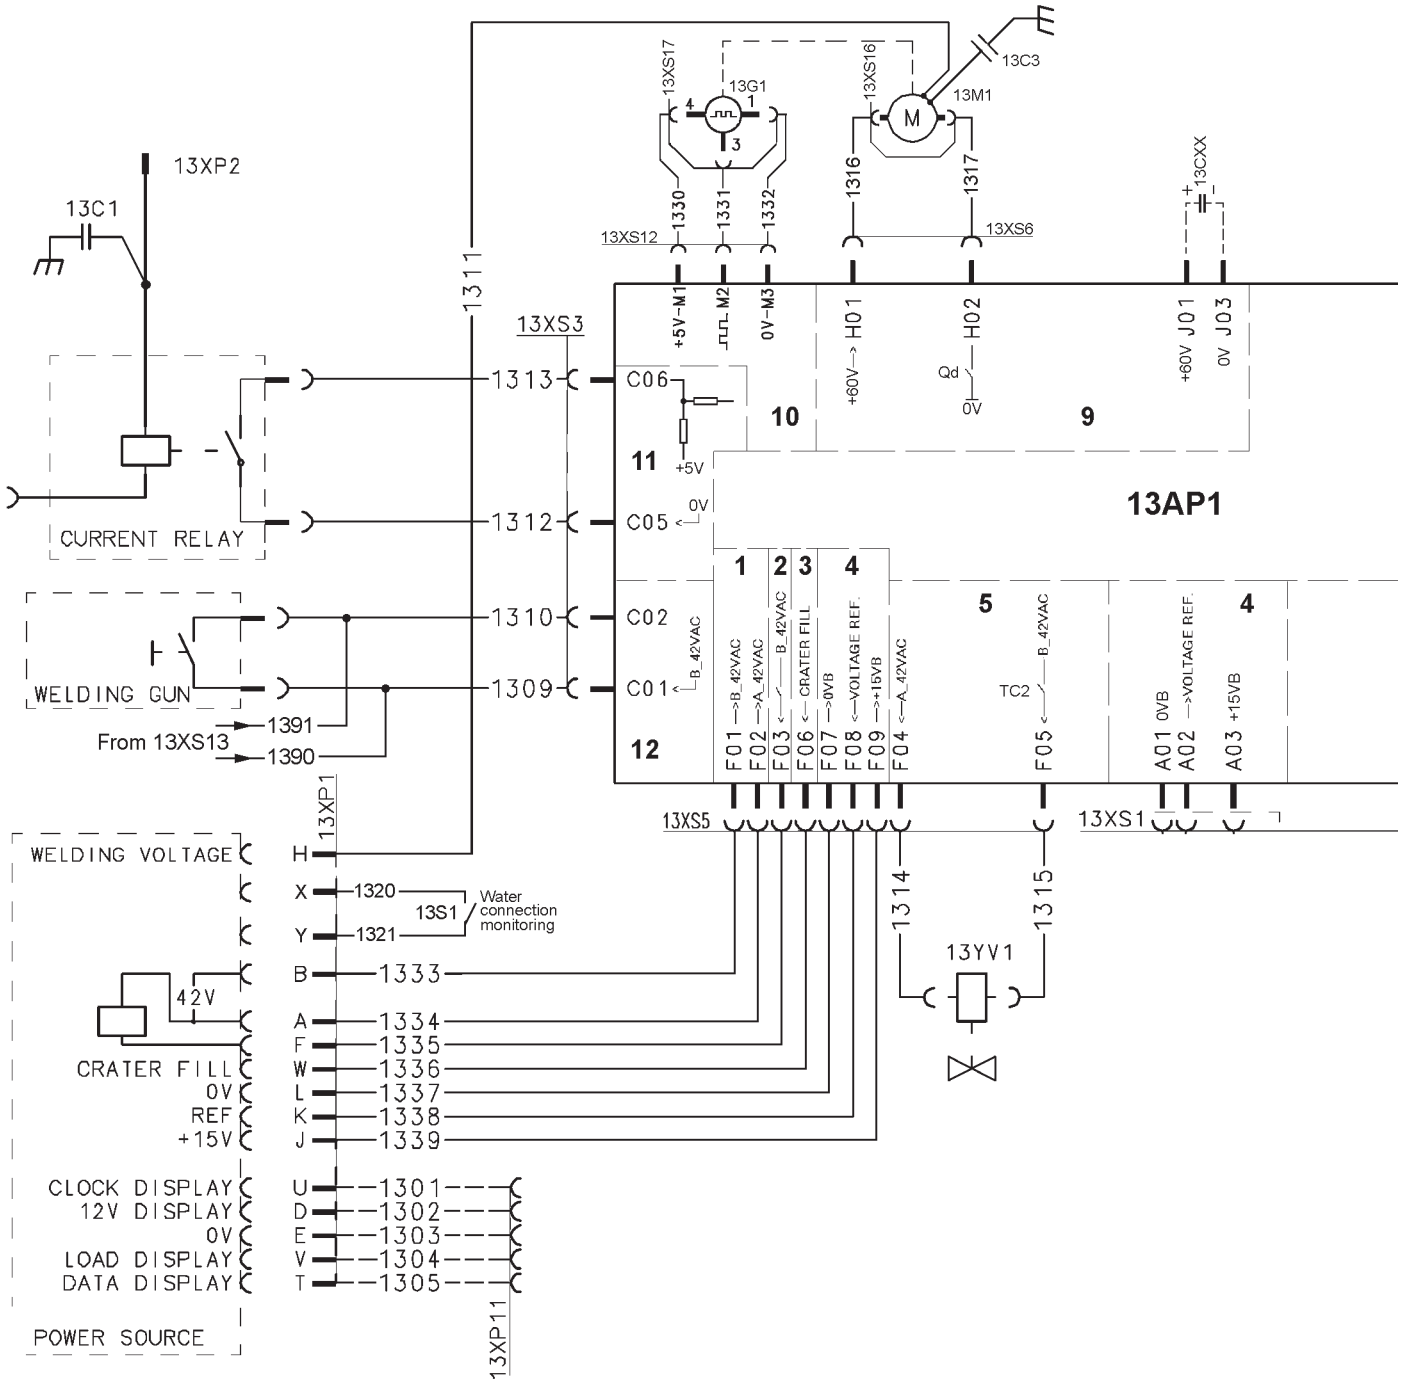 13XP2
13C1
CURRENT RELAY
WELDING GUN
1391
From 13XS13
1390
1311
13XS3
1313
1312
1310
1309
13XS17
4
13G1
1
3
13XS16
M
13M1
13C3
1330
1331
1332
13XS12
1316
1317
13XS6
+
13CXX
-
+5V-M1
M2
0V-M3
+60V H01
H02
Qd
0V
+60V J01
0V J03
C06
+5V
0V
C05
C02
B_42VAC
C01
10
9
11
12
13AP1
1
2
3
4
5
4
F01 B_42VAC
F02 A_42VAC
F03 B_42VAC
F06 CRATER FILL
F07 0VB
F08 VOLTAGE REF.
F09 +15VB
F04 A_42VAC
TC2
F05 B_42VAC
A01 0VB
A02 VOLTAGE REF.
A03 +15VB
13XS5
13XS1
1314
1315
13YV1
13XP1
WELDING VOLTAGE H
X 1320
Y 1321
13S1
Water
connection
monitoring
B 1333
42V
A 1334
F 1335
CRATER FILL W 1336
0V L 1337
REF K 1338
+15V J 1339
CLOCK DISPLAY U 1301
12V DISPLAY D 1302
0V E 1303
LOAD DISPLAY V 1304
DATA DISPLAY T 1305
POWER SOURCE
13XP11